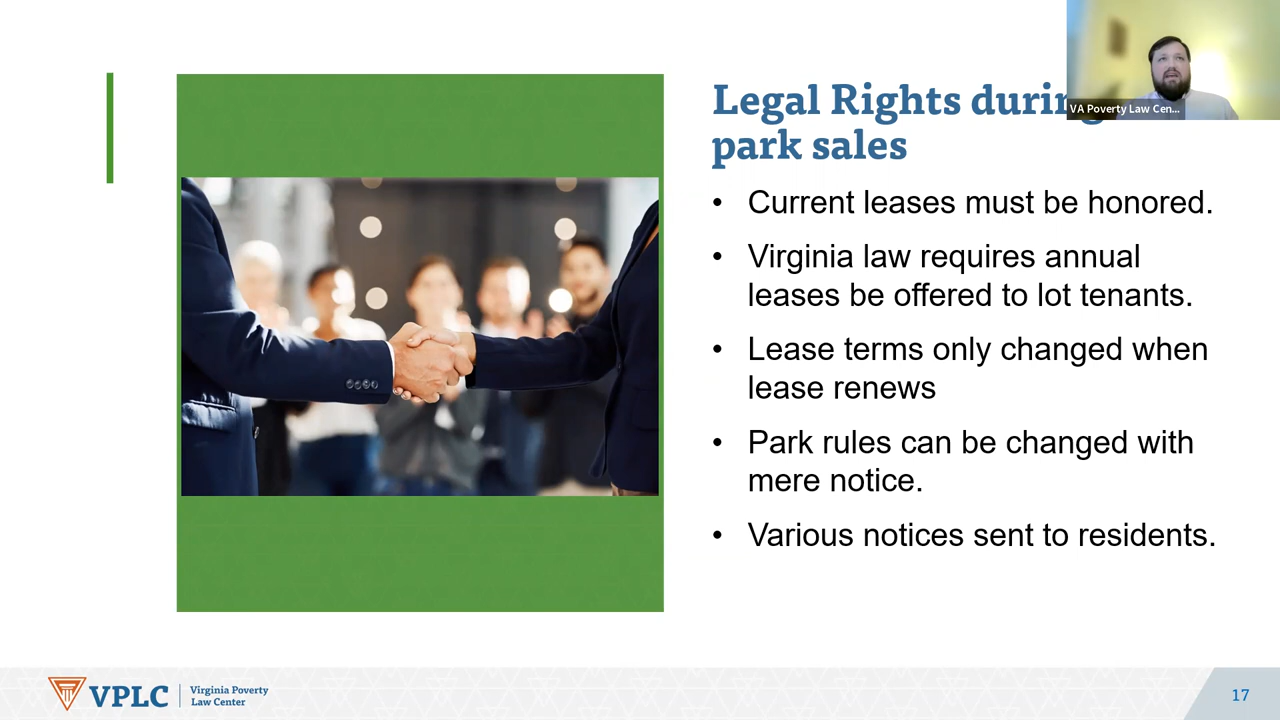 Legal Rights during
park sales
VA Poverty Law Cen...
• Current leases must be honored.
• Virginia law requires annual
leases be offered to lot tenants.
• Lease terms only changed when
lease renews
• Park rules can be changed with
mere notice.
• Various notices sent to residents.
VPLC
Virginia Poverty
Law Center
17